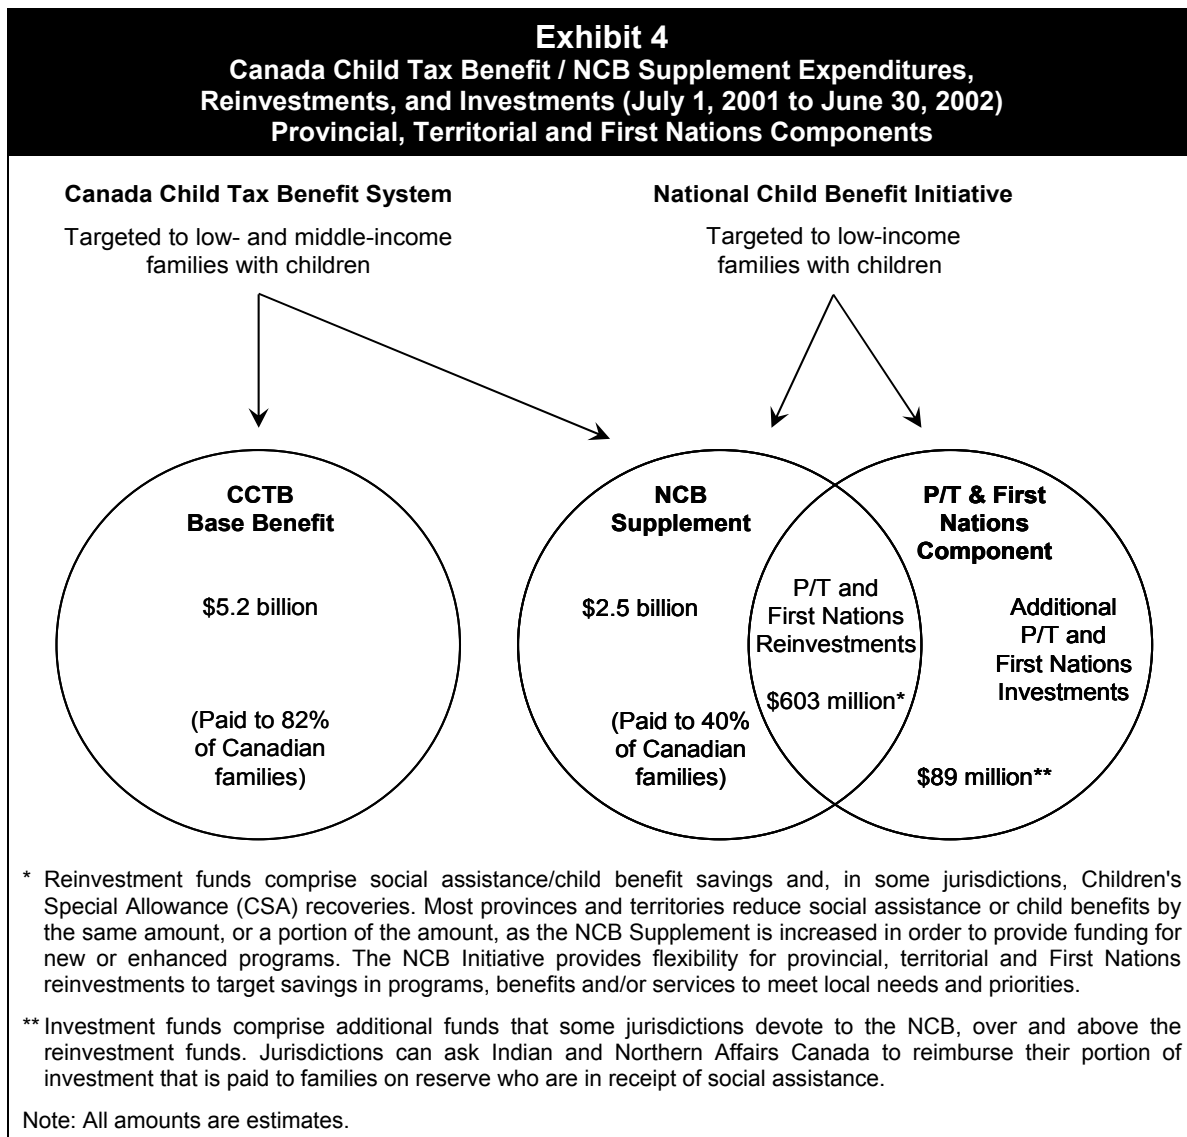 Exhibit 4
Canada Child Tax Benefit / NCB Supplement Expenditures,
Reinvestments, and Investments (July 1, 2001 to June 30, 2002)
Provincial, Territorial and First Nations Components
Canada Child Tax Benefit System
Targeted to low- and middle-income
families with children
National Child Benefit Initiative
Targeted to low-income
families with children
CCTB
Base Benefit
$5.2 billion
(Paid to 82%
of Canadian
families)
NCB
Supplement
$2.5 billion
(Paid to 40%
of Canadian
families)
P/T and
First Nations
Reinvestments
$603 million*
P/T & First
Nations
Component
Additional
P/T and
First Nations
Investments
$89 million**
* Reinvestment funds comprise social assistance/child benefit savings and, in some jurisdictions, Children's
Special Allowance (CSA) recoveries. Most provinces and territories reduce social assistance or child benefits by
the same amount, or a portion of the amount, as the NCB Supplement is increased in order to provide funding for
new or enhanced programs. The NCB Initiative provides flexibility for provincial, territorial and First Nations
reinvestments to target savings in programs, benefits and/or services to meet local needs and priorities.
** Investment funds comprise additional funds that some jurisdictions devote to the NCB, over and above the
reinvestment funds. Jurisdictions can ask Indian and Northern Affairs Canada to reimburse their portion of
investment that is paid to families on reserve who are in receipt of social assistance.
Note: All amounts are estimates.